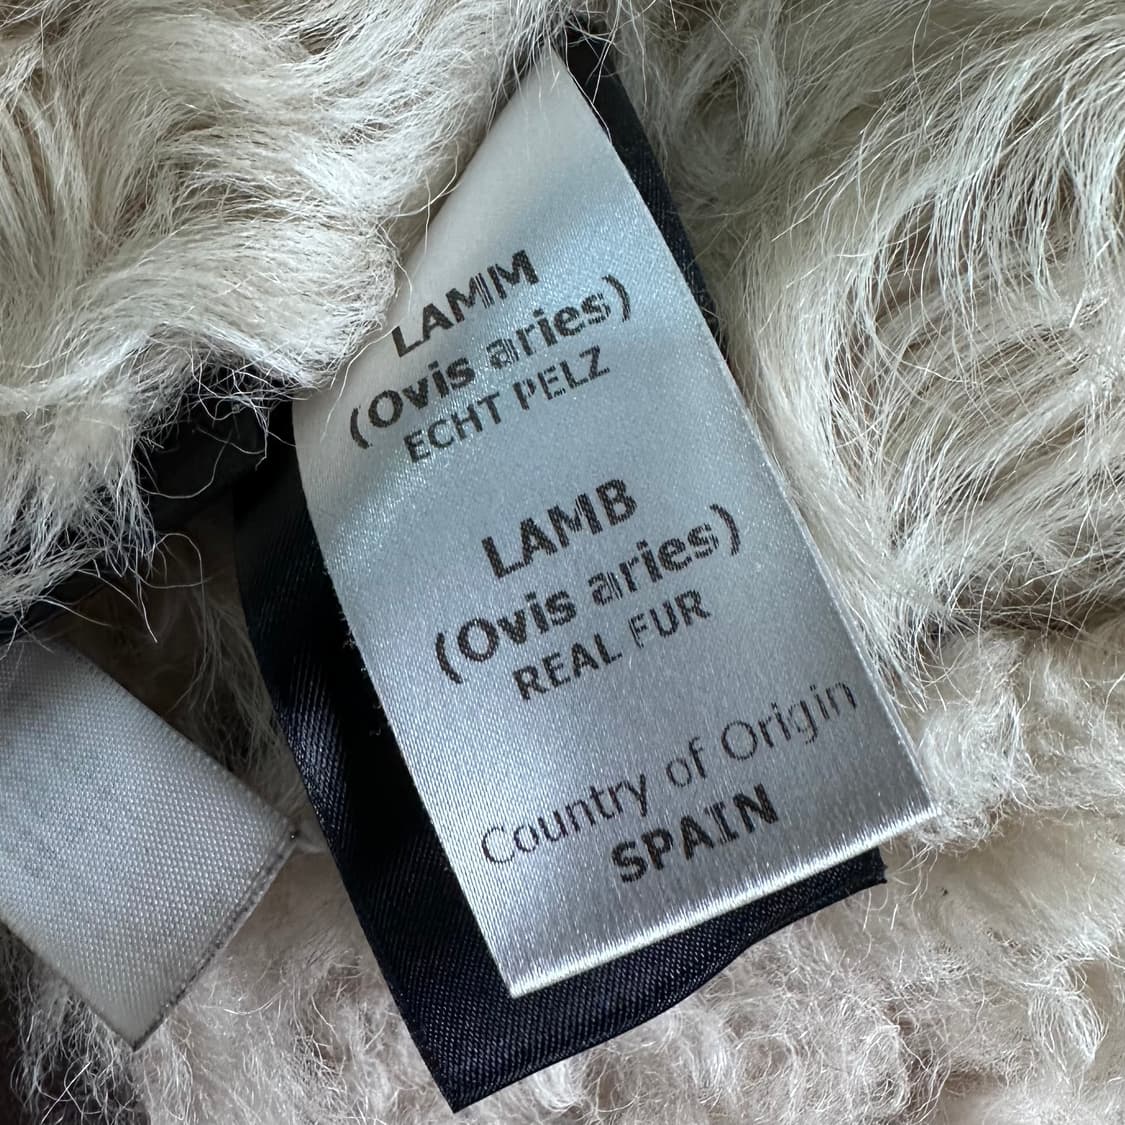 LAMM
(Ovis aries)
ECHT PELZ
LAMB
(Ovis aries)
REAL FUR
Country of Origin
SPAIN